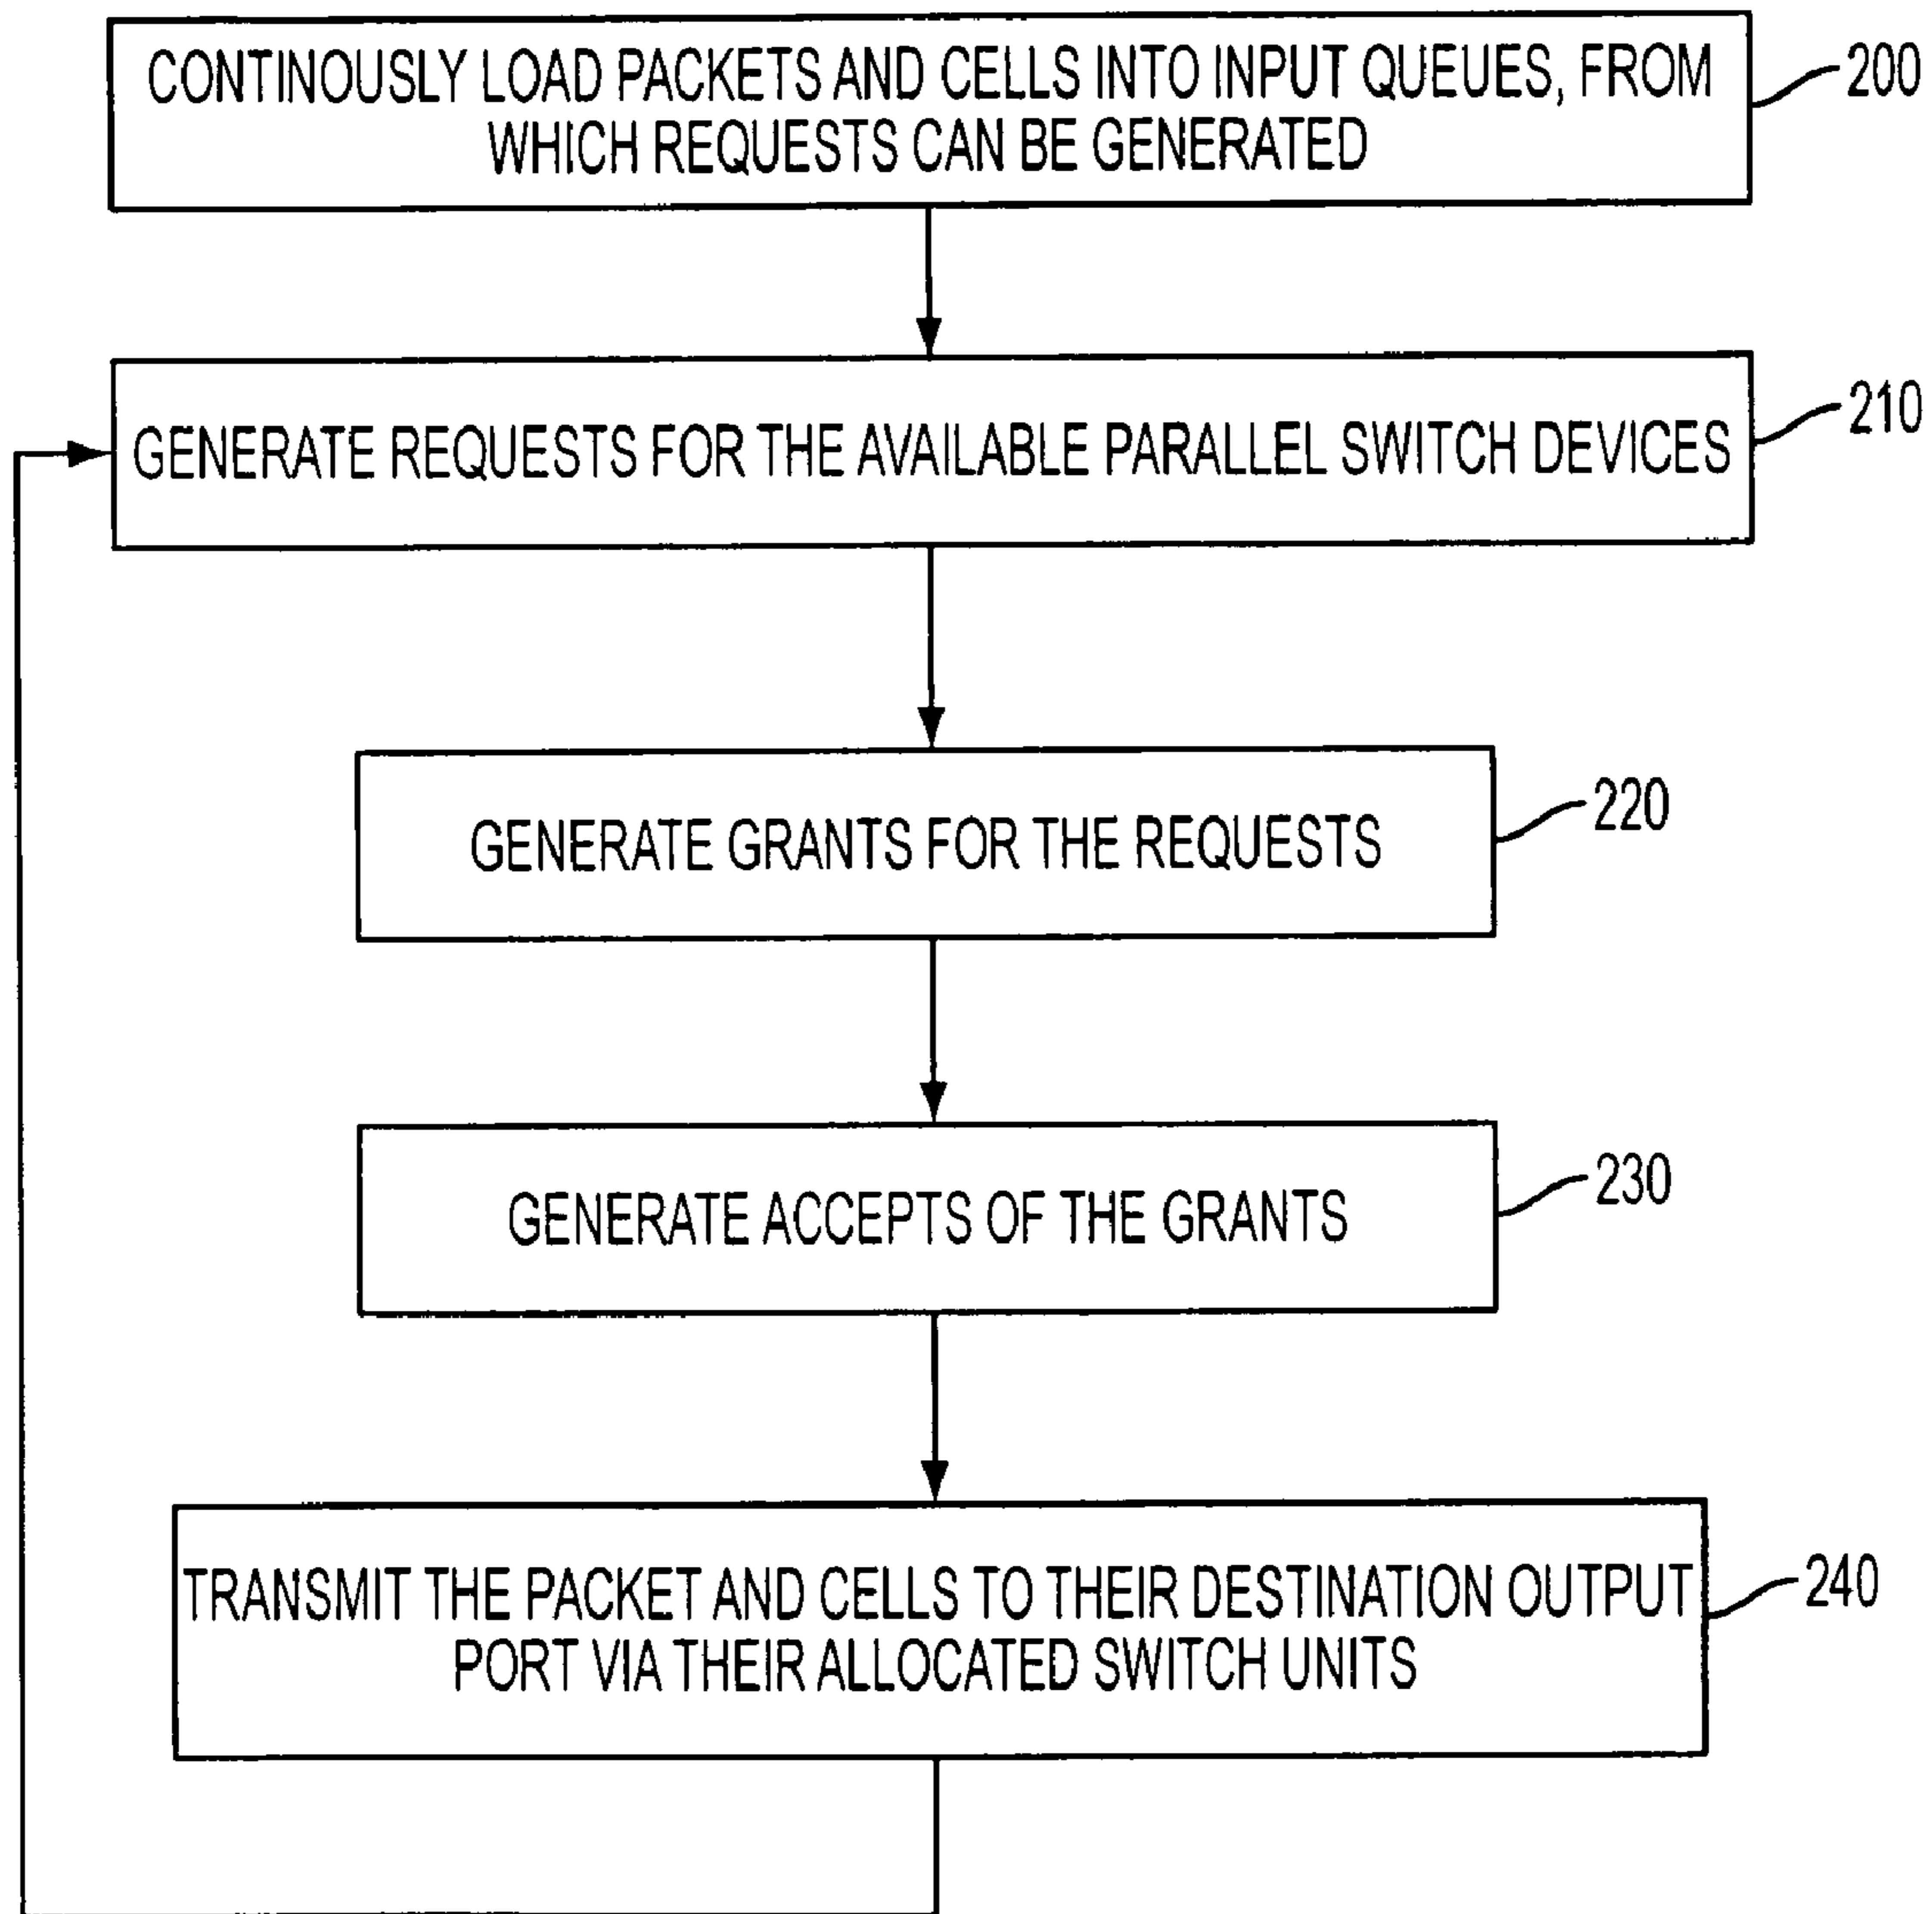 CONTINOUSLY LOAD PACKETS AND CELLS INTO INPUT QUEUES, FROM
WHICH REQUESTS CAN BE GENERATED
200
GENERATE REQUESTS FOR THE AVAILABLE PARALLEL SWITCH DEVICES
210
GENERATE GRANTS FOR THE REQUESTS
220
GENERATE ACCEPTS OF THE GRANTS
230
TRANSMIT THE PACKET AND CELLS TO THEIR DESTINATION OUTPUT
PORT VIA THEIR ALLOCATED SWITCH UNITS
240